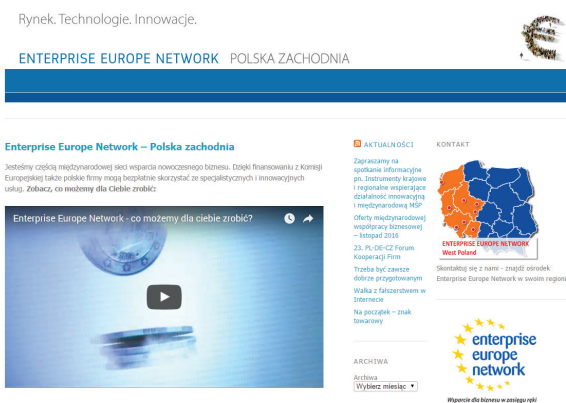 Rynek. Technologie. Innowacje.
ENTERPRISE EUROPE NETWORK POLSKA ZACHODNIA
Enterprise Europe Network – Polska zachodnia
Jesteśmy częścią międzynarodowej sieci wsparcia nowoczesnego biznesu. Dzięki finansowaniu z Komisji
Europejskiej także polskie firmy mogą bezpłatnie skorzystać ze specjalistycznych i innowacyjnych
usług. Zobacz, co możemy dla Ciebie zrobić:
Enterprise Europe Network - co możemy dla ciebie zrobić?
AKTUALNOŚCI
Zapraszamy na
spotkanie informacyjne
pn. Instrumenty krajowe
i regionalne wspierające
działalność innowacyjną
i międzynarodową MŚP
Oferty międzynarodowej
współpracy biznesowej
– listopad 2016
23. PL-DE-CZ Forum
Kooperacji Firm
Trzeba być zawsze
dobrze przygotowanym
Walka z fałszerstwem w
Internecie
Na początek – znak
towarowy
ARCHIWA
Archiwa
Wybierz miesiąc
KONTAKT
ENTERPRISE EUROPE NETWORK
West Poland
Skontaktuj się z nami - znajdź ośrodek
Enterprise Europe Network w swoim regioni
enterprise
europe
network
Wsparcie dla biznesu w zasięgu ręki